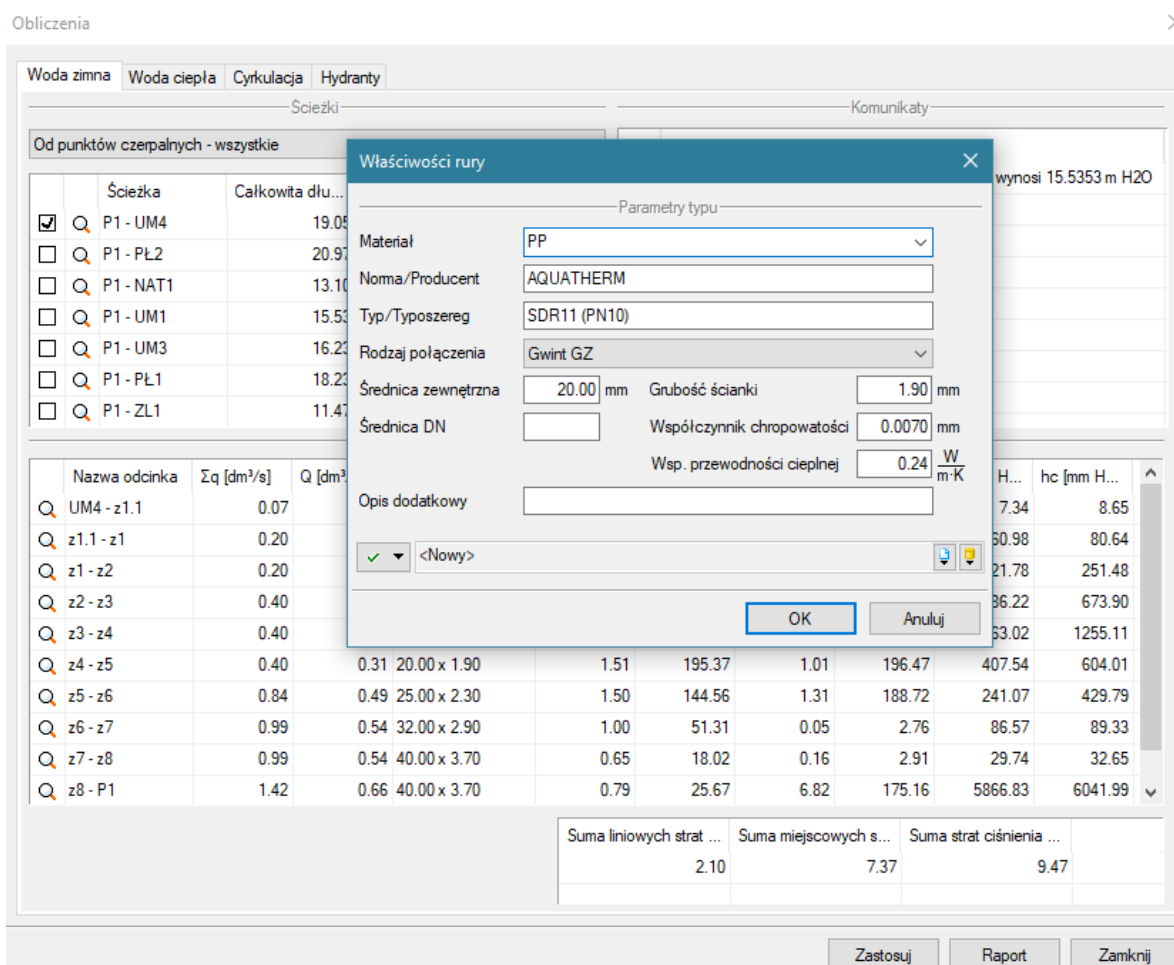 Obliczenia
Woda zimna Woda ciepła Cyrkulacja Hydranty
Ścieżki Komunikaty
Od punktów czerpalnych - wszystkie
Właściwości rury
wynosi 15.5353 m H2O
Ścieżka Całkowita dłu...
P1 - UM4 19.05
P1 - PŁ2 20.97
P1 - NAT1 13.10
P1 - UM1 15.53
P1 - UM3 16.23
P1 - PŁ1 18.23
P1 - ZL1 11.47
Parametry typu
Materiał PP
Norma/Producent AQUATHERM
Typ/Typoszereg SDR11 (PN10)
Rodzaj połączenia Gwint GZ
Średnica zewnętrzna 20.00 mm Grubość ścianki 1.90 mm
Średnica DN Współczynnik chropowatości 0.0070 mm
Wsp. przewodności cieplnej 0.24 W/m·K
Opis dodatkowy
<Nowy>
OK Anuluj
Nazwa odcinka Σq [dm³/s] Q [dm³ H... hc [mm H...
UM4 - z1.1 0.07 7.34 8.65
z1.1 - z1 0.20 60.98 80.64
z1 - z2 0.20 21.78 251.48
z2 - z3 0.40 86.22 673.90
z3 - z4 0.40 63.02 1255.11
z4 - z5 0.40 0.31 20.00 x 1.90 1.51 195.37 1.01 196.47 407.54 604.01
z5 - z6 0.84 0.49 25.00 x 2.30 1.50 144.56 1.31 188.72 241.07 429.79
z6 - z7 0.99 0.54 32.00 x 2.90 1.00 51.31 0.05 2.76 86.57 89.33
z7 - z8 0.99 0.54 40.00 x 3.70 0.65 18.02 0.16 2.91 29.74 32.65
z8 - P1 1.42 0.66 40.00 x 3.70 0.79 25.67 6.82 175.16 5866.83 6041.99
Suma liniowych strat ... Suma miejscowych s... Suma strat ciśnienia ...
2.10 7.37 9.47
Zastosuj Raport Zamknij